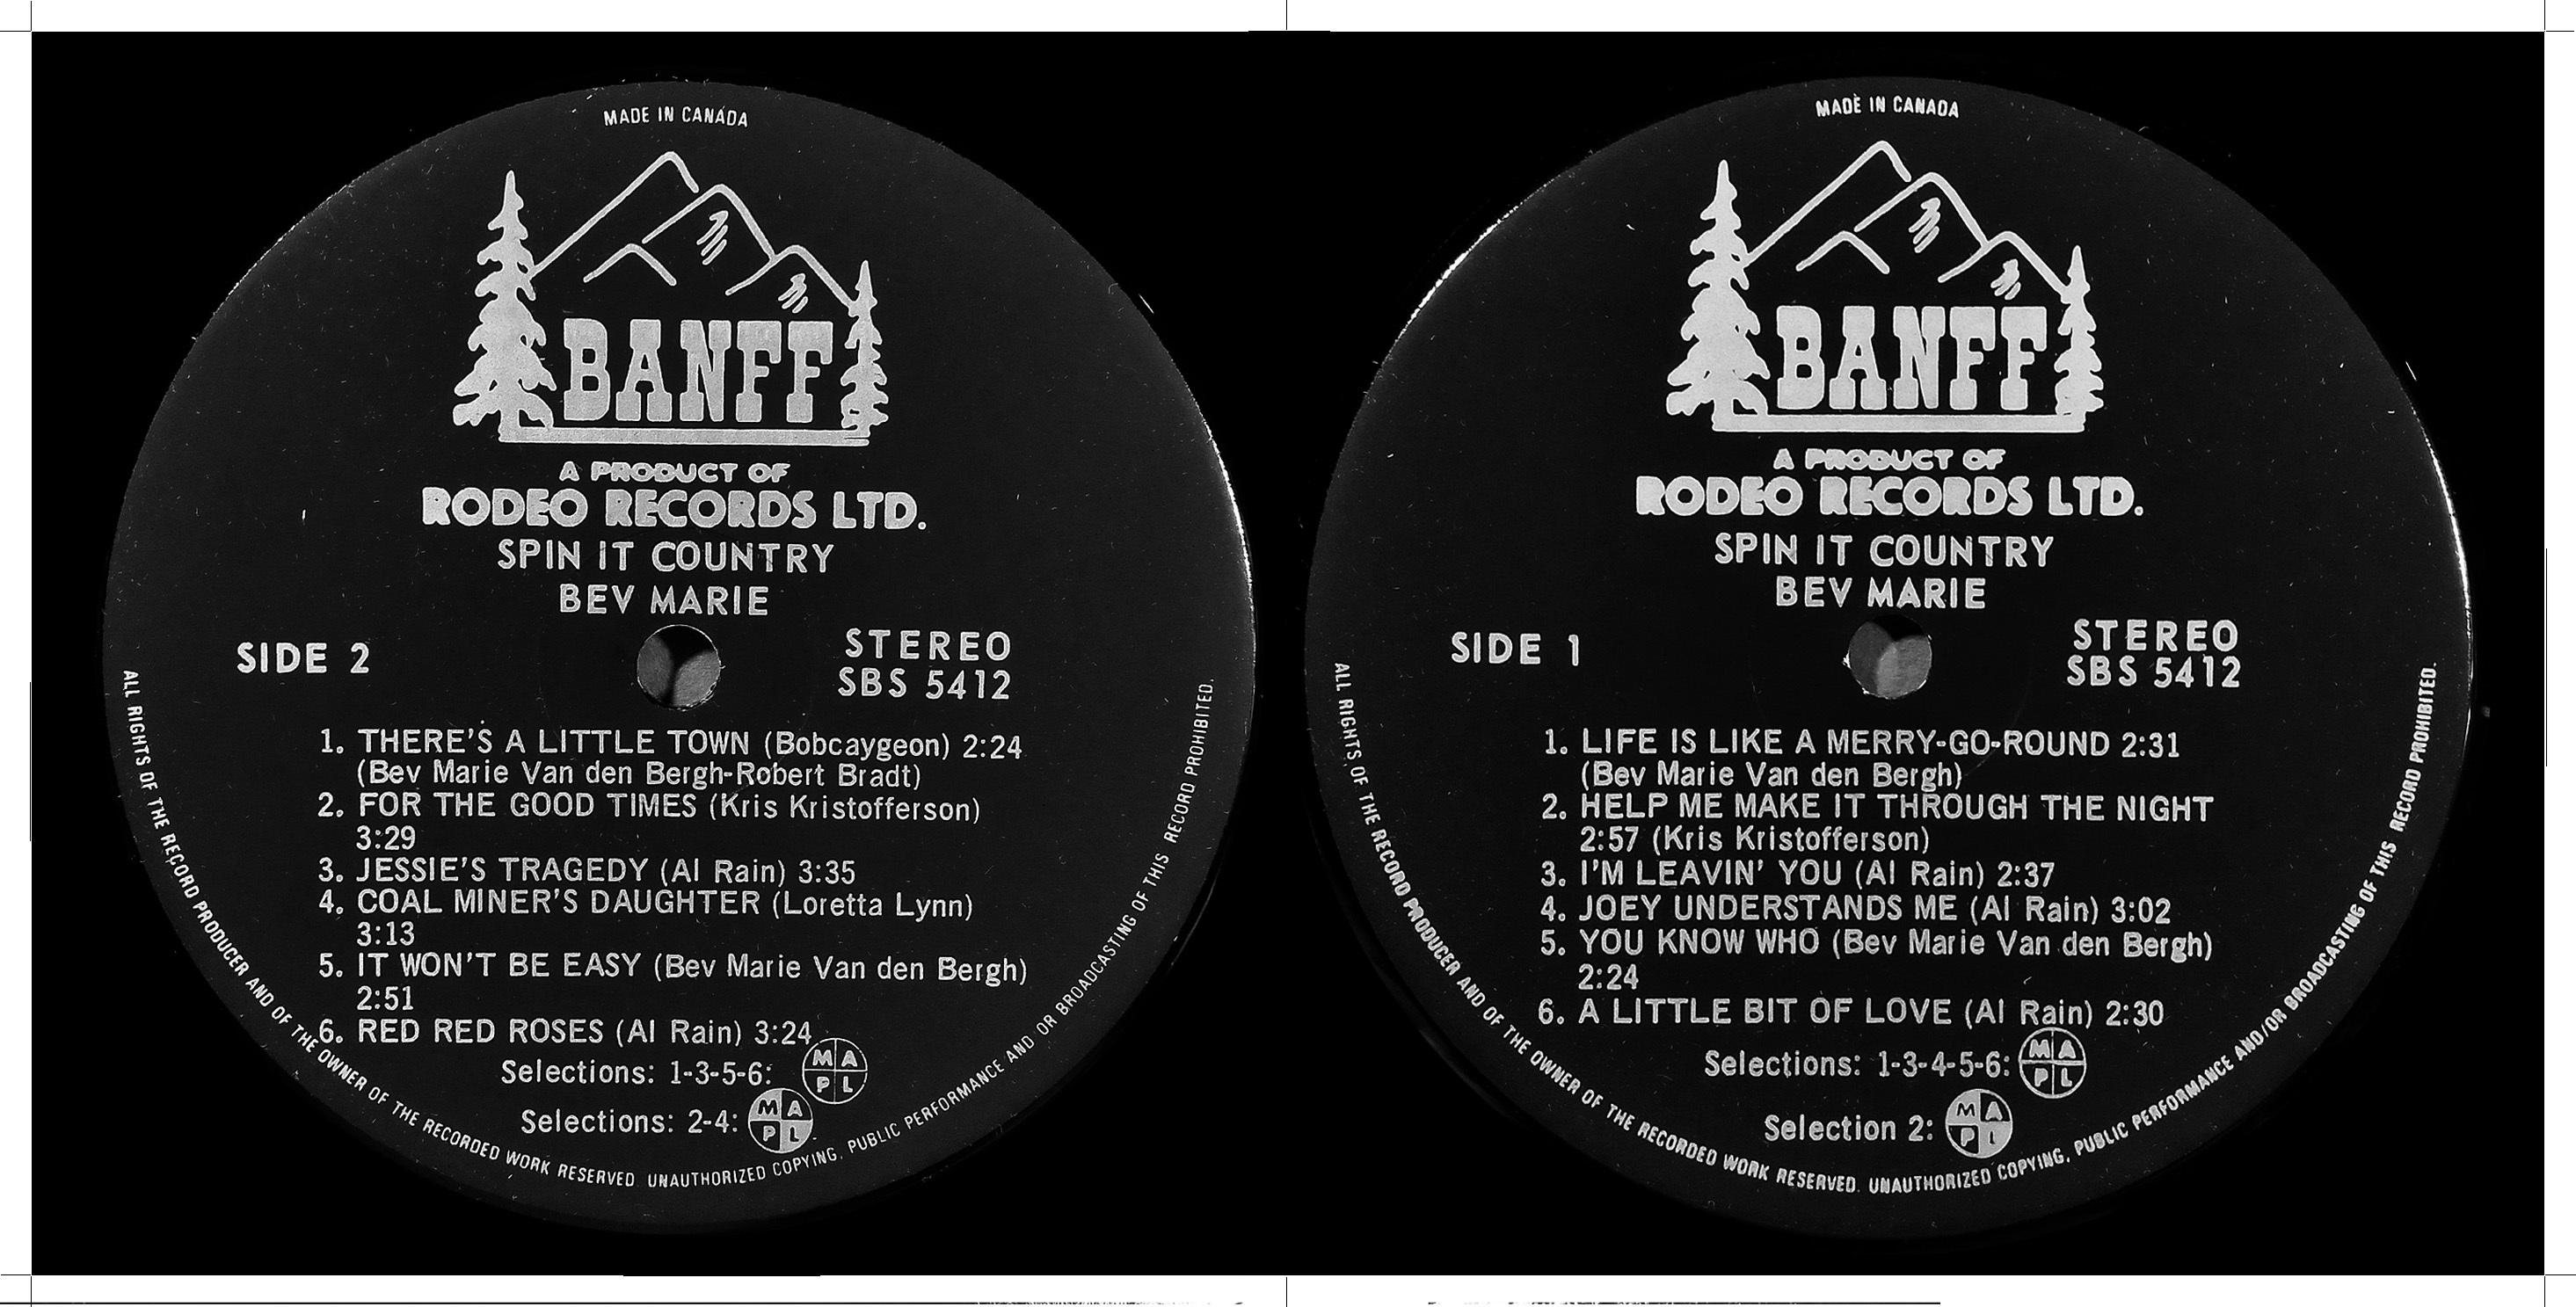 MADE IN CANADA
BANFF
A PRODUCT OF
RODEO RECORDS LTD.
SPIN IT COUNTRY
BEV MARIE
SIDE 2
STEREO
SBS 5412
1. THERE'S A LITTLE TOWN (Bobcaygeon) 2:24
(Bev Marie Van den Bergh-Robert Bradt)
2. FOR THE GOOD TIMES (Kris Kristofferson)
3:29
3. JESSIE'S TRAGEDY (Al Rain) 3:35
4. COAL MINER'S DAUGHTER (Loretta Lynn)
3:13
5. IT WON'T BE EASY (Bev Marie Van den Bergh)
2:51
6. RED RED ROSES (Al Rain) 3:24
Selections: 1-3-5-6: MAPL
Selections: 2-4: MAPL
ALL RIGHTS OF THE RECORD PRODUCER AND OF THE OWNER OF THE RECORDED WORK RESERVED. UNAUTHORIZED COPYING, PUBLIC PERFORMANCE AND/OR BROADCASTING OF THIS RECORD PROHIBITED.
MADE IN CANADA
BANFF
A PRODUCT OF
RODEO RECORDS LTD.
SPIN IT COUNTRY
BEV MARIE
SIDE 1
STEREO
SBS 5412
1. LIFE IS LIKE A MERRY-GO-ROUND 2:31
(Bev Marie Van den Bergh)
2. HELP ME MAKE IT THROUGH THE NIGHT
2:57 (Kris Kristofferson)
3. I'M LEAVIN' YOU (Al Rain) 2:37
4. JOEY UNDERSTANDS ME (Al Rain) 3:02
5. YOU KNOW WHO (Bev Marie Van den Bergh)
2:24
6. A LITTLE BIT OF LOVE (Al Rain) 2:30
Selections: 1-3-4-5-6: MAPL
Selection 2: MAPL
ALL RIGHTS OF THE RECORD PRODUCER AND OF THE OWNER OF THE RECORDED WORK RESERVED. UNAUTHORIZED COPYING, PUBLIC PERFORMANCE AND/OR BROADCASTING OF THIS RECORD PROHIBITED.